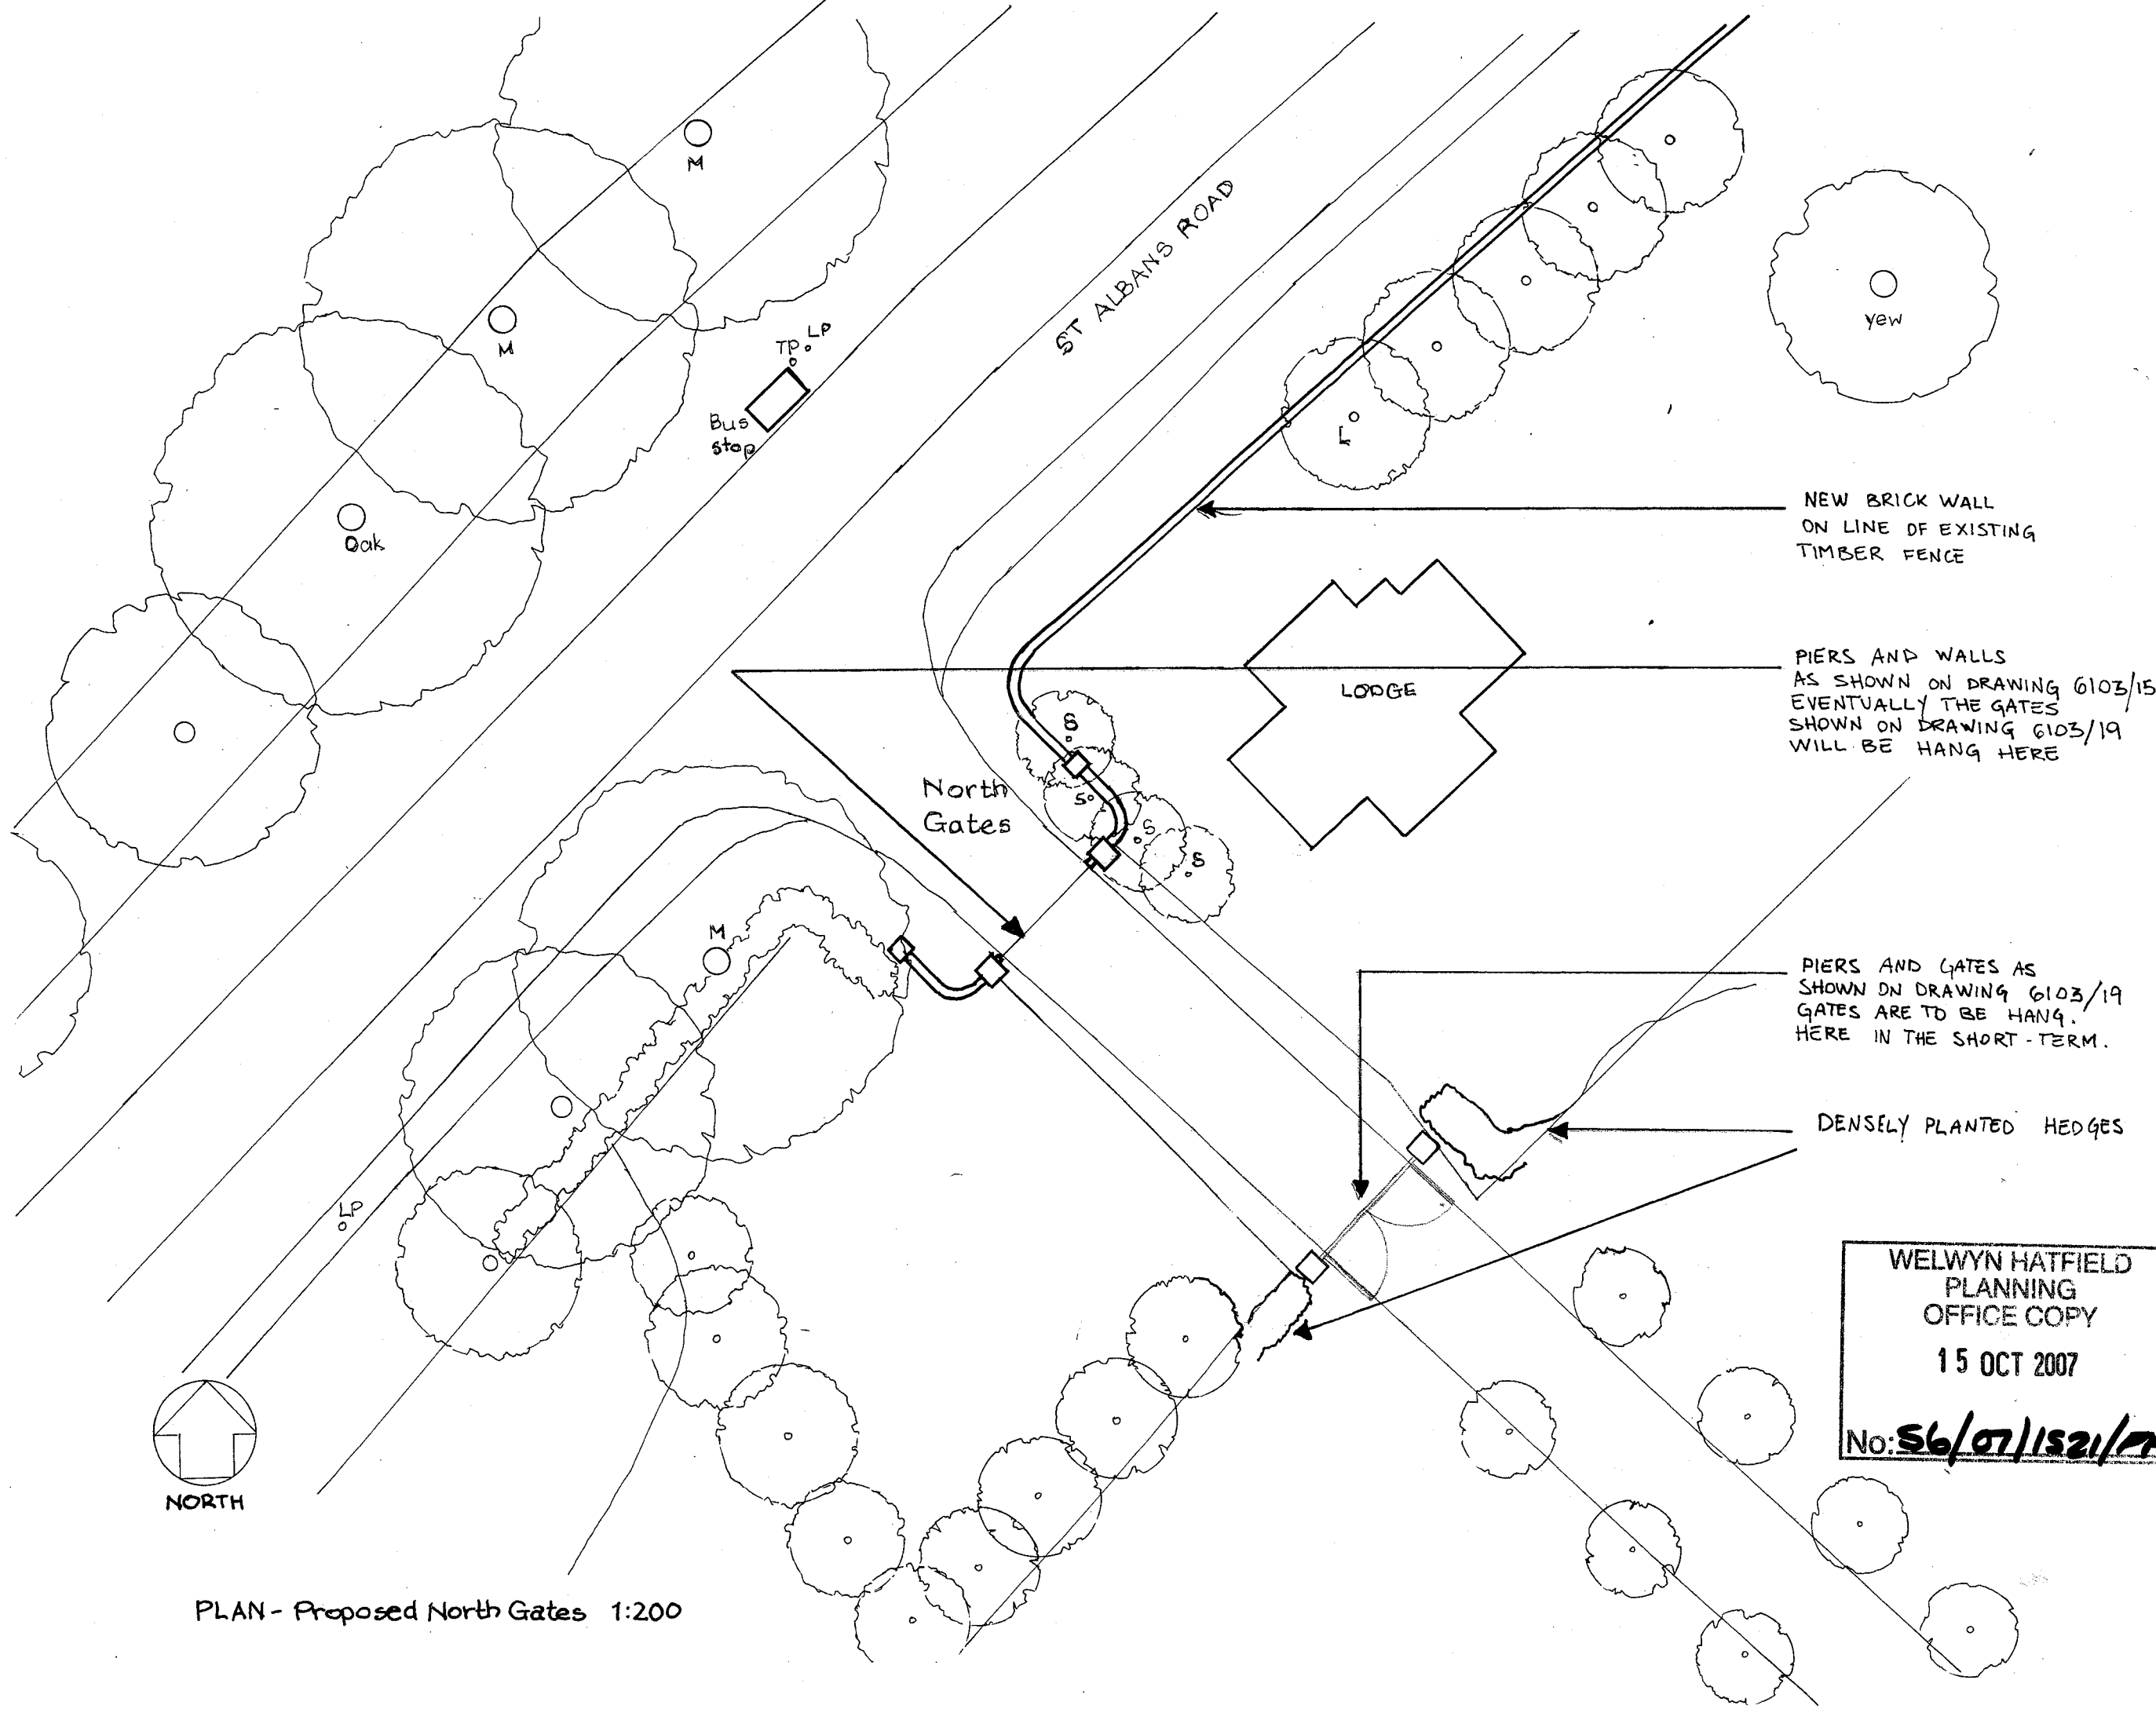 M
M
TP LP
Bus
stop
Oak
ST ALBANS ROAD
L
yew
NEW BRICK WALL
ON LINE OF EXISTING
TIMBER FENCE
LODGE
PIERS AND WALLS
AS SHOWN ON DRAWING 6103/15
EVENTUALLY THE GATES
SHOWN ON DRAWING 6103/19
WILL BE HANG HERE
S
S
S
S
North
Gates
M
PIERS AND GATES AS
SHOWN ON DRAWING 6103/19
GATES ARE TO BE HANG.
HERE IN THE SHORT-TERM.
DENSELY PLANTED HEDGES
LP
WELWYN HATFIELD
PLANNING
OFFICE COPY
15 OCT 2007
No: S6/07/1521/
NORTH
PLAN - Proposed North Gates 1:200